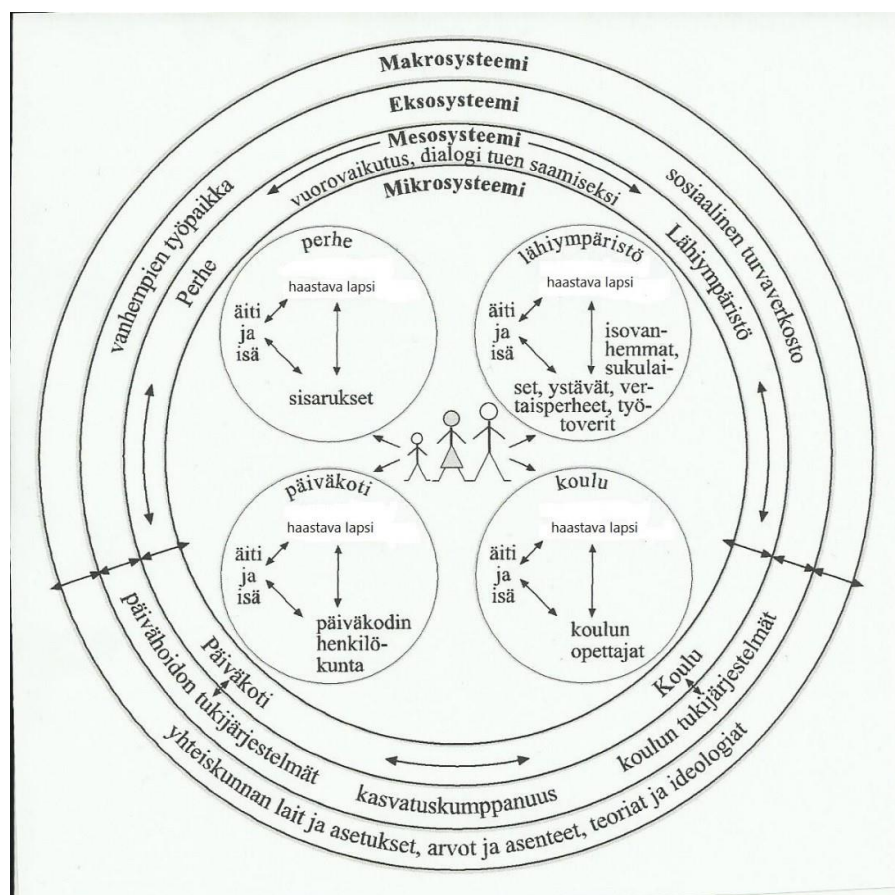 Makrosysteemi
Eksosysteemi
Mesosysteemi
vuorovaikutus, dialogi tuen saamiseksi
Mikrosysteemi
vanhempien työpaikka
sosiaalinen turvaverkosto
Perhe
Lähiympäristö
perhe
haastava lapsi
äiti
ja
isä
sisarukset
lähiympäristö
haastava lapsi
äiti
ja
isä
isovan-
hemmat,
sukulai-
set, ystävät, ver-
taisperheet, työ-
toverit
päiväkoti
haastava lapsi
äiti
ja
isä
päiväkodin
henkilö-
kunta
koulu
haastava lapsi
äiti
ja
isä
koulun
opettajat
Päiväkoti
Koulu
päivähoidon tukijärjestelmät
koulun tukijärjestelmät
kasvatuskumppanuus
yhteiskunnan lait ja asetukset, arvot ja asenteet, teoriat ja ideologiat